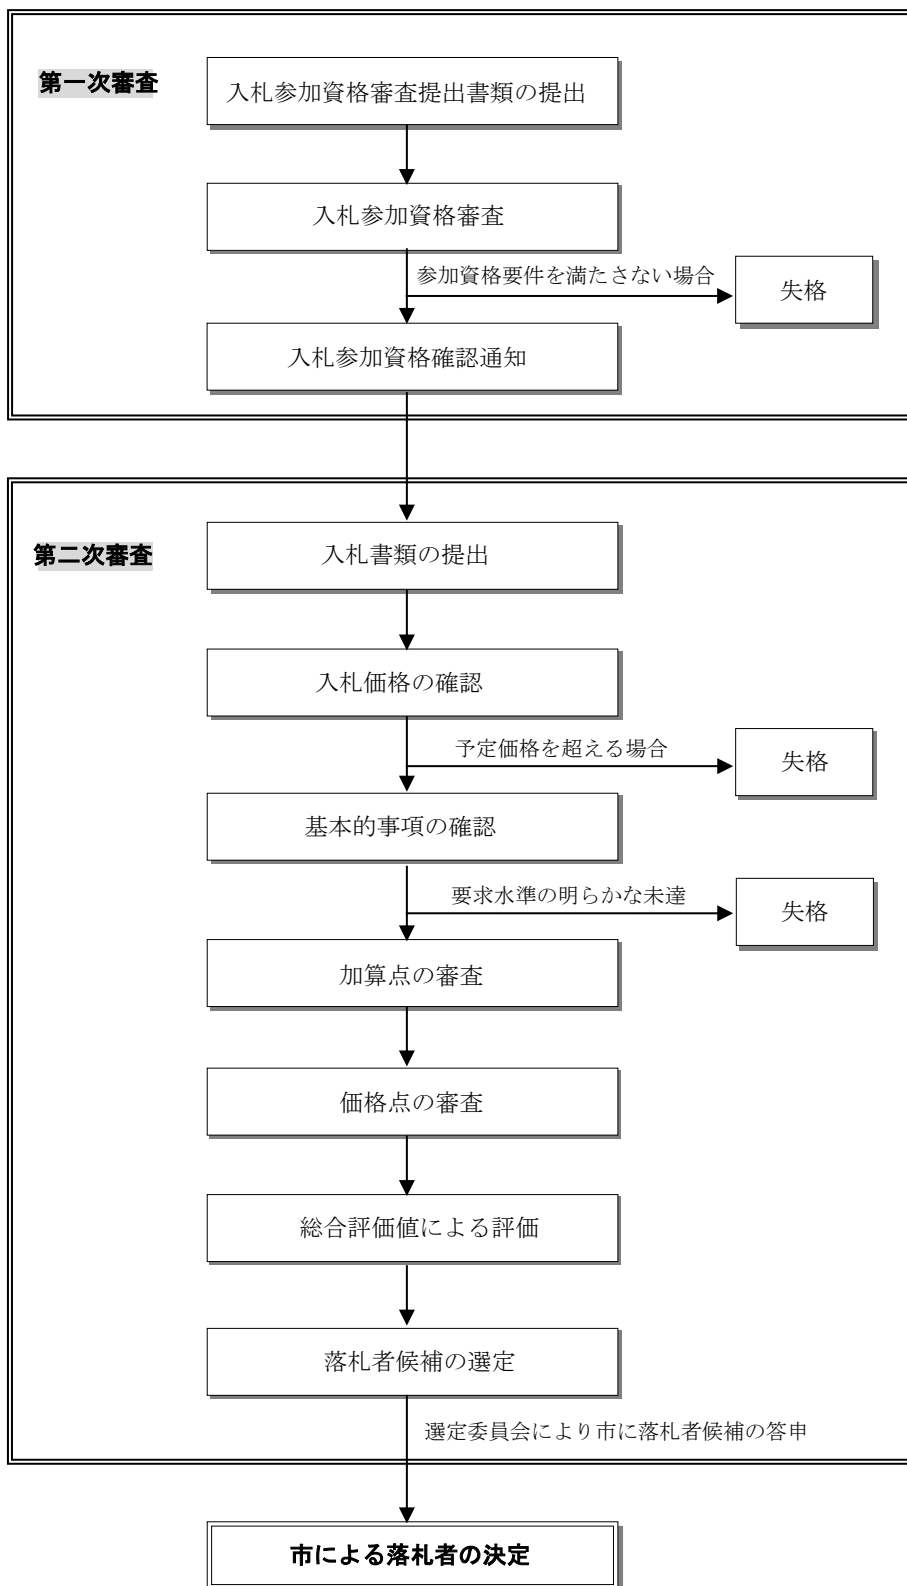 第一次審査
入札参加資格審査提出書類の提出
入札参加資格審査
参加資格要件を満たさない場合
失格
入札参加資格確認通知
第二次審査
入札書類の提出
入札価格の確認
予定価格を超える場合
失格
基本的事項の確認
要求水準の明らかな未達
失格
加算点の審査
価格点の審査
総合評価値による評価
落札者候補の選定
選定委員会により市に落札者候補の答申
市による落札者の決定